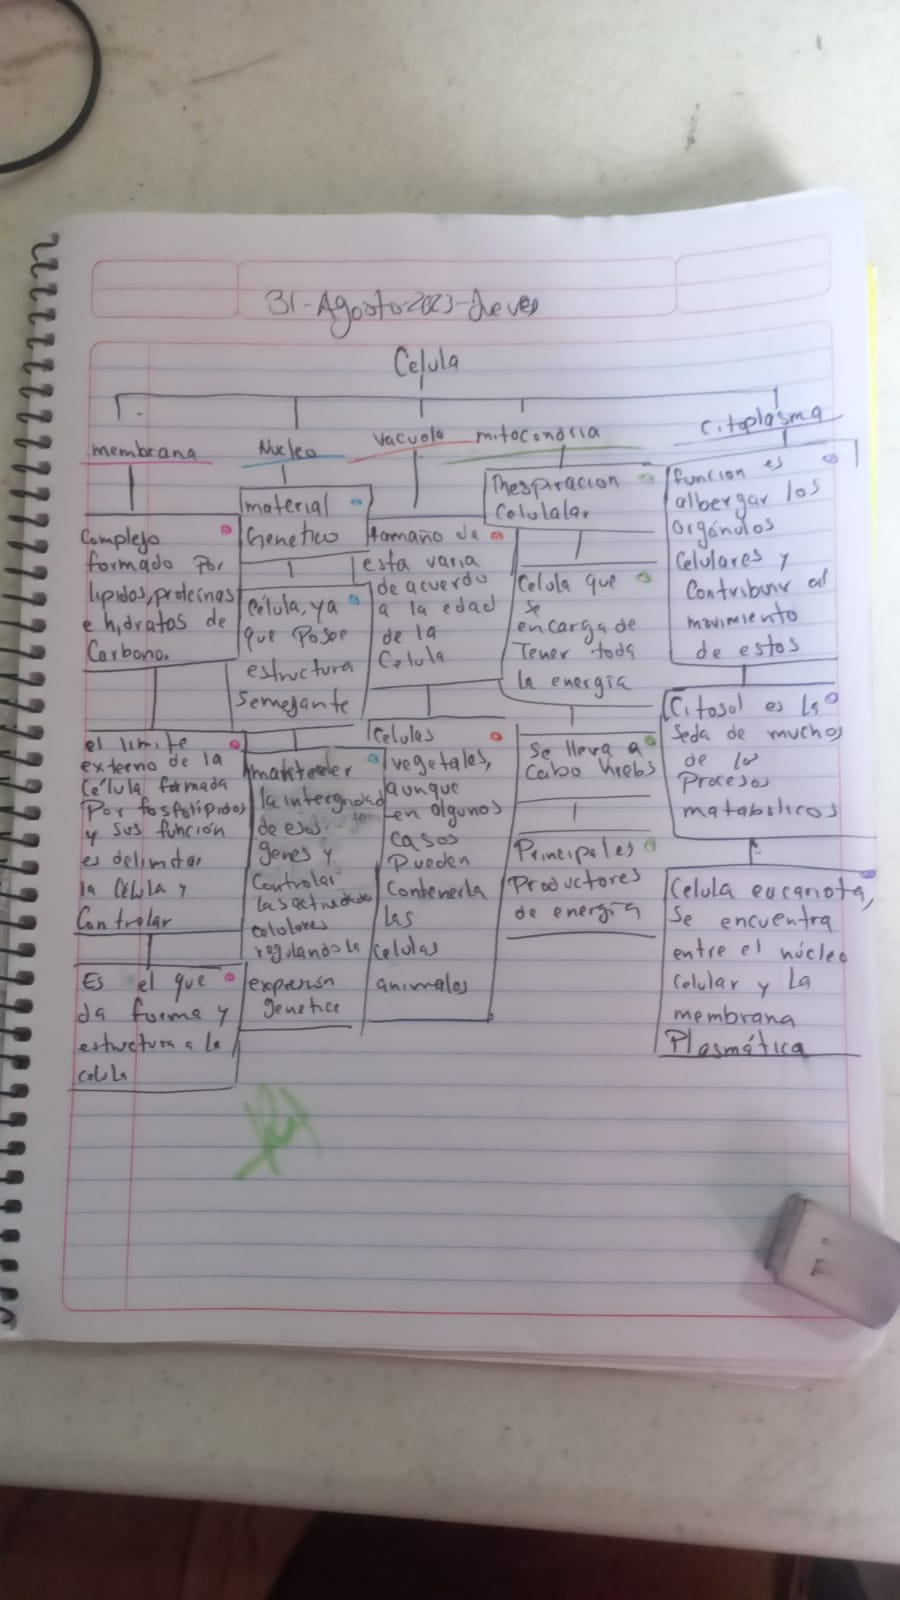 31-Agosto-2023-Jueves
Celula
membrana
Complejo
formado Por
lipidos, proteinas
e hidratos de
Carbono.
el limite
externo de la
Célula formada
Por fosfolípidos
y sus función
es delimitar
la Célula y
Controlar
Es el que
da forma y
estructura a la
celula
Nucleo
material
Genetico
Célula, ya
que Posee
estructura
Semejante
mantener
la intergridad
de esos
genes y
Controlar
las actividades
celulares
regulando la
expresión
genetica
Vacuola
tamaño de
esta varia
de acuerdo
a la edad
de la
Celula
Celulas
vegetales,
aunque
en algunos
casos
Pueden
Contenerla
las
Celulas
animales
mitocondria
Respiracion
Celulalar
Celula que
se
encarga de
Tener toda
la energia
Se lleva a
Cabo Krebs
Principales
Productores
de energía
Citoplasma
función es
albergar los
orgánulos
Celulares y
Contribuir al
movimiento
de estos
Citosol es la
Seda de muchos
de los
Procesos
matabolicos
Celula eucariota,
Se encuentra
entre el núcleo
Celular y la
membrana
Plasmática